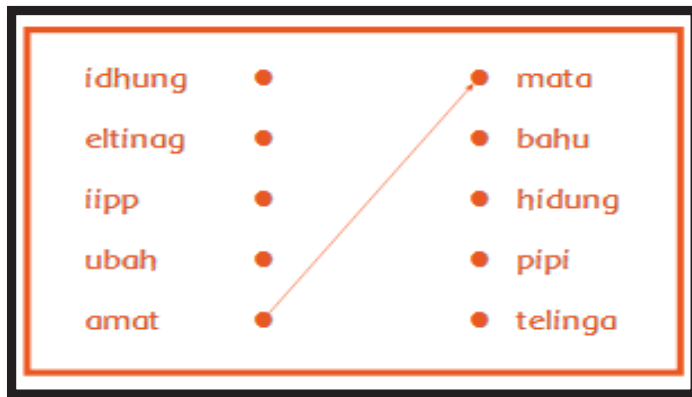 idhung mata
eltinag bahu
iipp hidung
ubah pipi
amat telinga